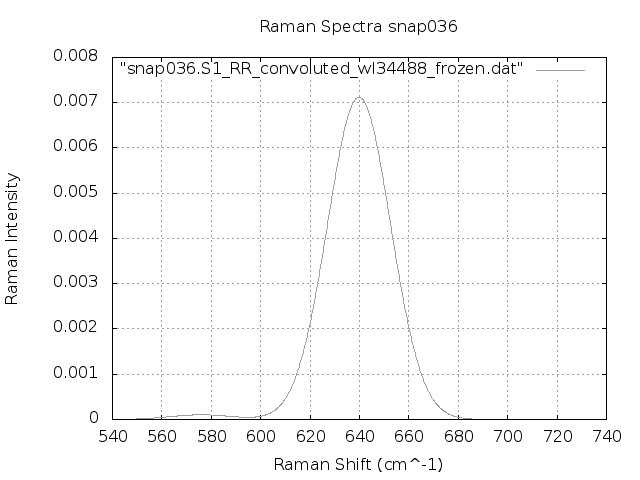 Raman Spectra snap036
"snap036.S1_RR_convoluted_wl34488_frozen.dat"
0.008
0.007
0.006
0.005
0.004
0.003
0.002
0.001
0
Raman Intensity
540 560 580 600 620 640 660 680 700 720 740
Raman Shift (cm^-1)